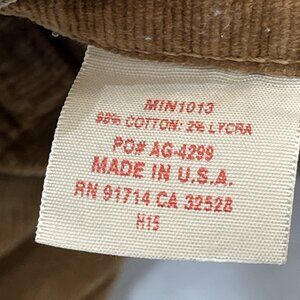 MIN1013
98% COTTON: 2% LYCRA
PO# AG-4299
MADE IN U.S.A.
RN 91714 CA 32528
H15